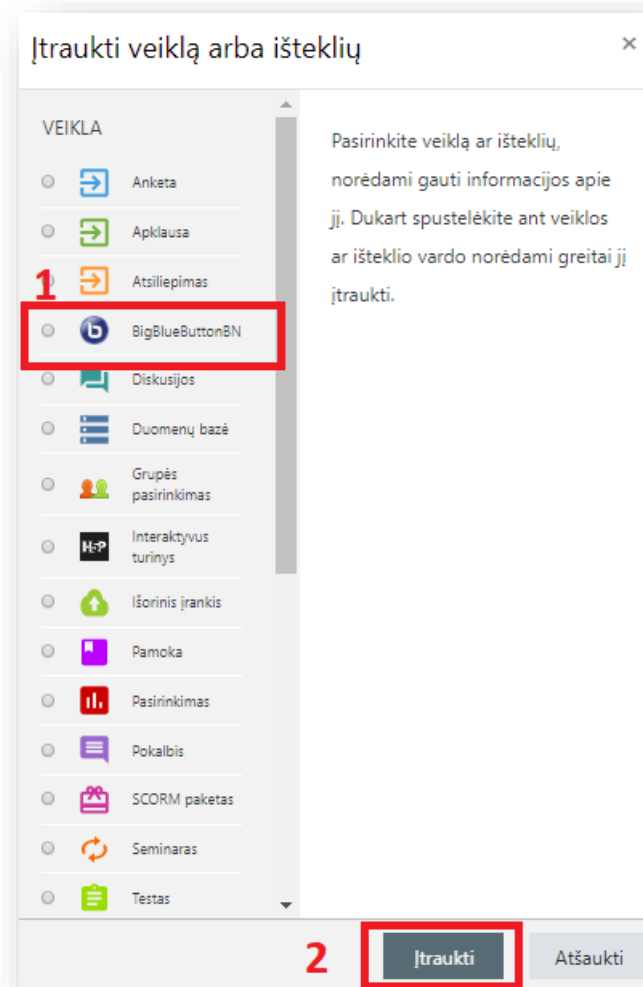 Įtraukti veiklą arba išteklių
×
VEIKLA
Anketa
Apklausa
Atsiliepimas
1
BigBlueButtonBN
Diskusijos
Duomenų bazė
Grupės
pasirinkimas
H5P
Interaktyvus
turinys
Išorinis įrankis
Pamoka
Pasirinkimas
Pokalbis
SCORM paketas
Seminaras
Testas
Pasirinkite veiklą ar išteklių,
norėdami gauti informacijos apie
jį. Dukart spustelėkite ant veiklos
ar ištekliaus vardo norėdami greitai jį
įtraukti.
2
Įtraukti
Atšaukti